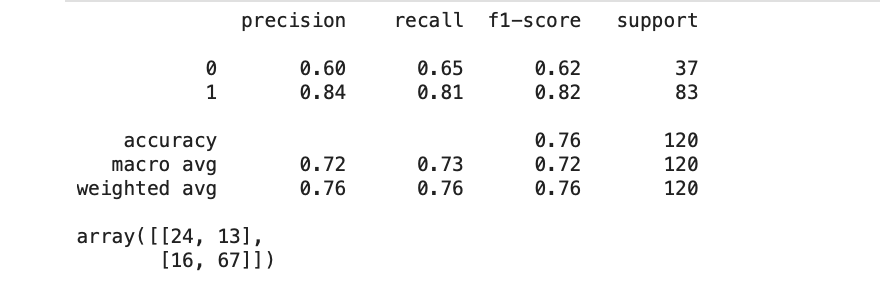 precision recall f1-score support
0 0.60 0.65 0.62 37
1 0.84 0.81 0.82 83
accuracy 0.76 120
macro avg 0.72 0.73 0.72 120
weighted avg 0.76 0.76 0.76 120
array([[24, 13],
[16, 67]])